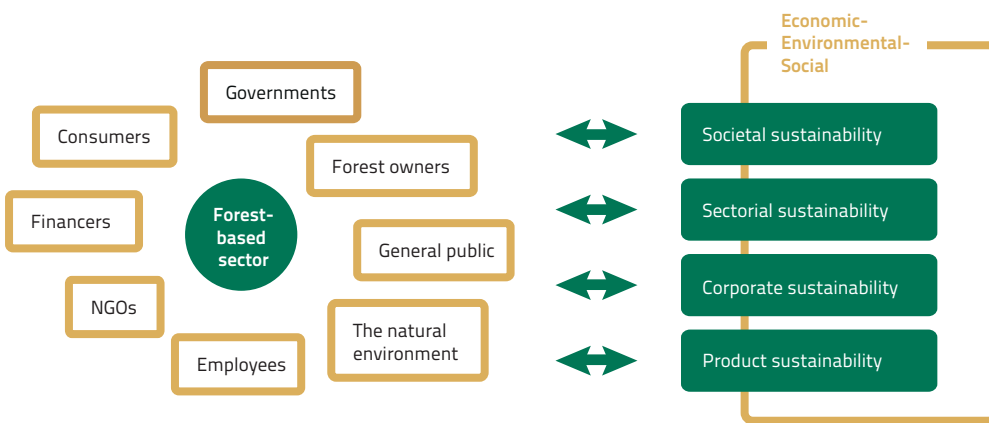 Governments
Consumers
Forest owners
Financers
Forest-
based
sector
General public
NGOs
The natural
environment
Employees
Economic-
Environmental-
Social
Societal sustainability
Sectorial sustainability
Corporate sustainability
Product sustainability